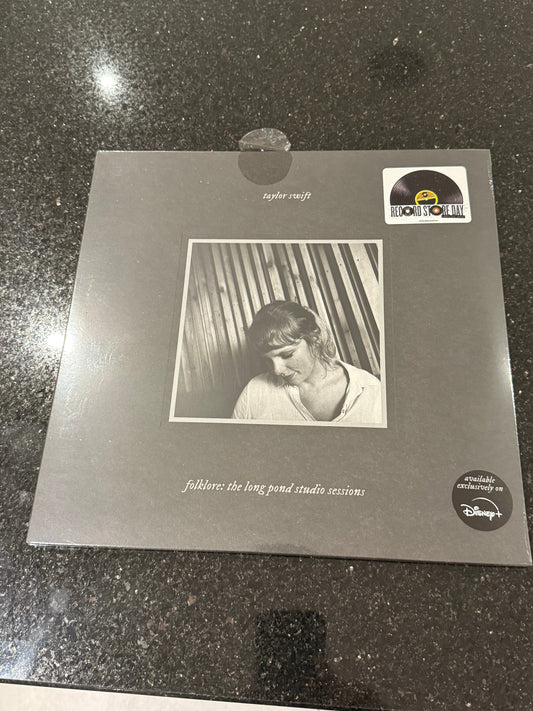 taylor swift
RECORD STORE DAY
folklore: the long pond studio sessions
available
exclusively on
Disney+